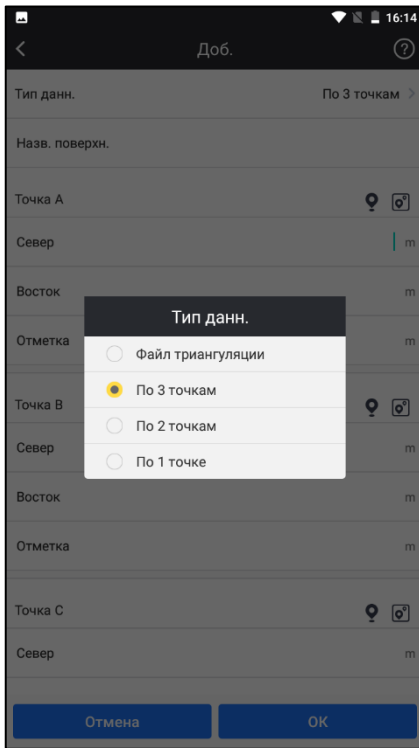 16:14
Доб.
?
Тип данн. По 3 точкам >
Назв. поверхн.
Точка A
Север m
Восток m
Отметка m
Тип данн.
Файл триангуляции
По 3 точкам
По 2 точкам
По 1 точке
Точка B
Север m
Восток m
Отметка m
Точка C
Север m
Отмена OK